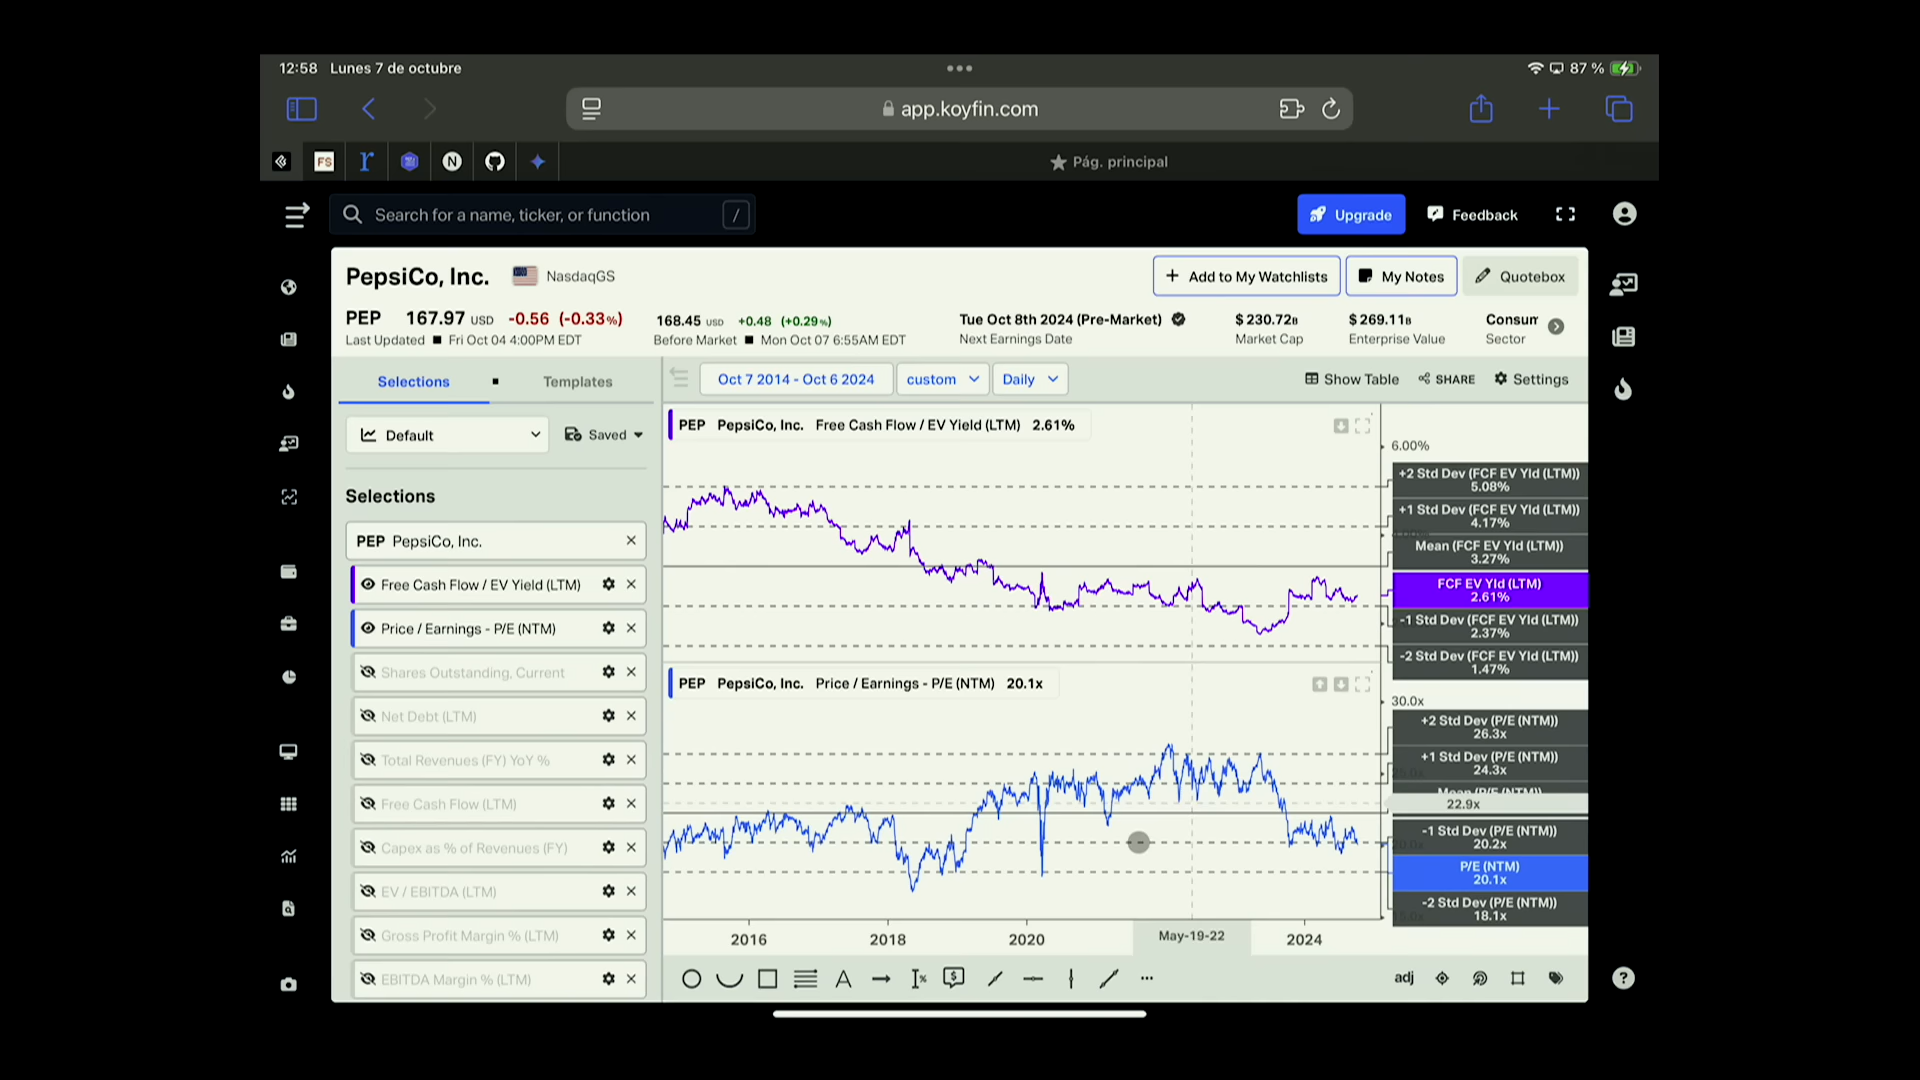 12:58 Lunes 7 de octubre
87 %
app.koyfin.com
FS
N
Pág. principal
Search for a name, ticker, or function
/
Upgrade
Feedback
PepsiCo, Inc.
NasdaqGS
Add to My Watchlists
My Notes
Quotebox
PEP 167.97 USD -0.56 (-0.33%)
168.45 USD +0.48 (+0.29%)
Tue Oct 8th 2024 (Pre-Market)
$ 230.72B
$ 269.11B
Consum
Last Updated Fri Oct 04 4:00PM EDT
Before Market Mon Oct 07 6:55AM EDT
Next Earnings Date
Market Cap
Enterprise Value
Sector
Selections
Templates
Oct 7 2014 - Oct 6 2024
custom
Daily
Show Table
SHARE
Settings
Default
Saved
Selections
PEP PepsiCo, Inc.
Free Cash Flow / EV Yield (LTM)
Price / Earnings - P/E (NTM)
Shares Outstanding, Current
Net Debt (LTM)
Total Revenues (FY) YoY %
Free Cash Flow (LTM)
Capex as % of Revenues (FY)
EV / EBITDA (LTM)
Gross Profit Margin % (LTM)
EBITDA Margin % (LTM)
PEP PepsiCo, Inc. Free Cash Flow / EV Yield (LTM) 2.61%
6.00%
+2 Std Dev (FCF EV Yld (LTM))
5.08%
+1 Std Dev (FCF EV Yld (LTM))
4.17%
Mean (FCF EV Yld (LTM))
3.27%
FCF EV Yld (LTM)
2.61%
-1 Std Dev (FCF EV Yld (LTM))
2.37%
-2 Std Dev (FCF EV Yld (LTM))
1.47%
PEP PepsiCo, Inc. Price / Earnings - P/E (NTM) 20.1x
30.0x
+2 Std Dev (P/E (NTM))
26.3x
+1 Std Dev (P/E (NTM))
24.3x
Mean (P/E (NTM))
22.9x
-1 Std Dev (P/E (NTM))
20.2x
P/E (NTM)
20.1x
-2 Std Dev (P/E (NTM))
18.1x
2016
2018
2020
May-19-22
2024
A
adj
?